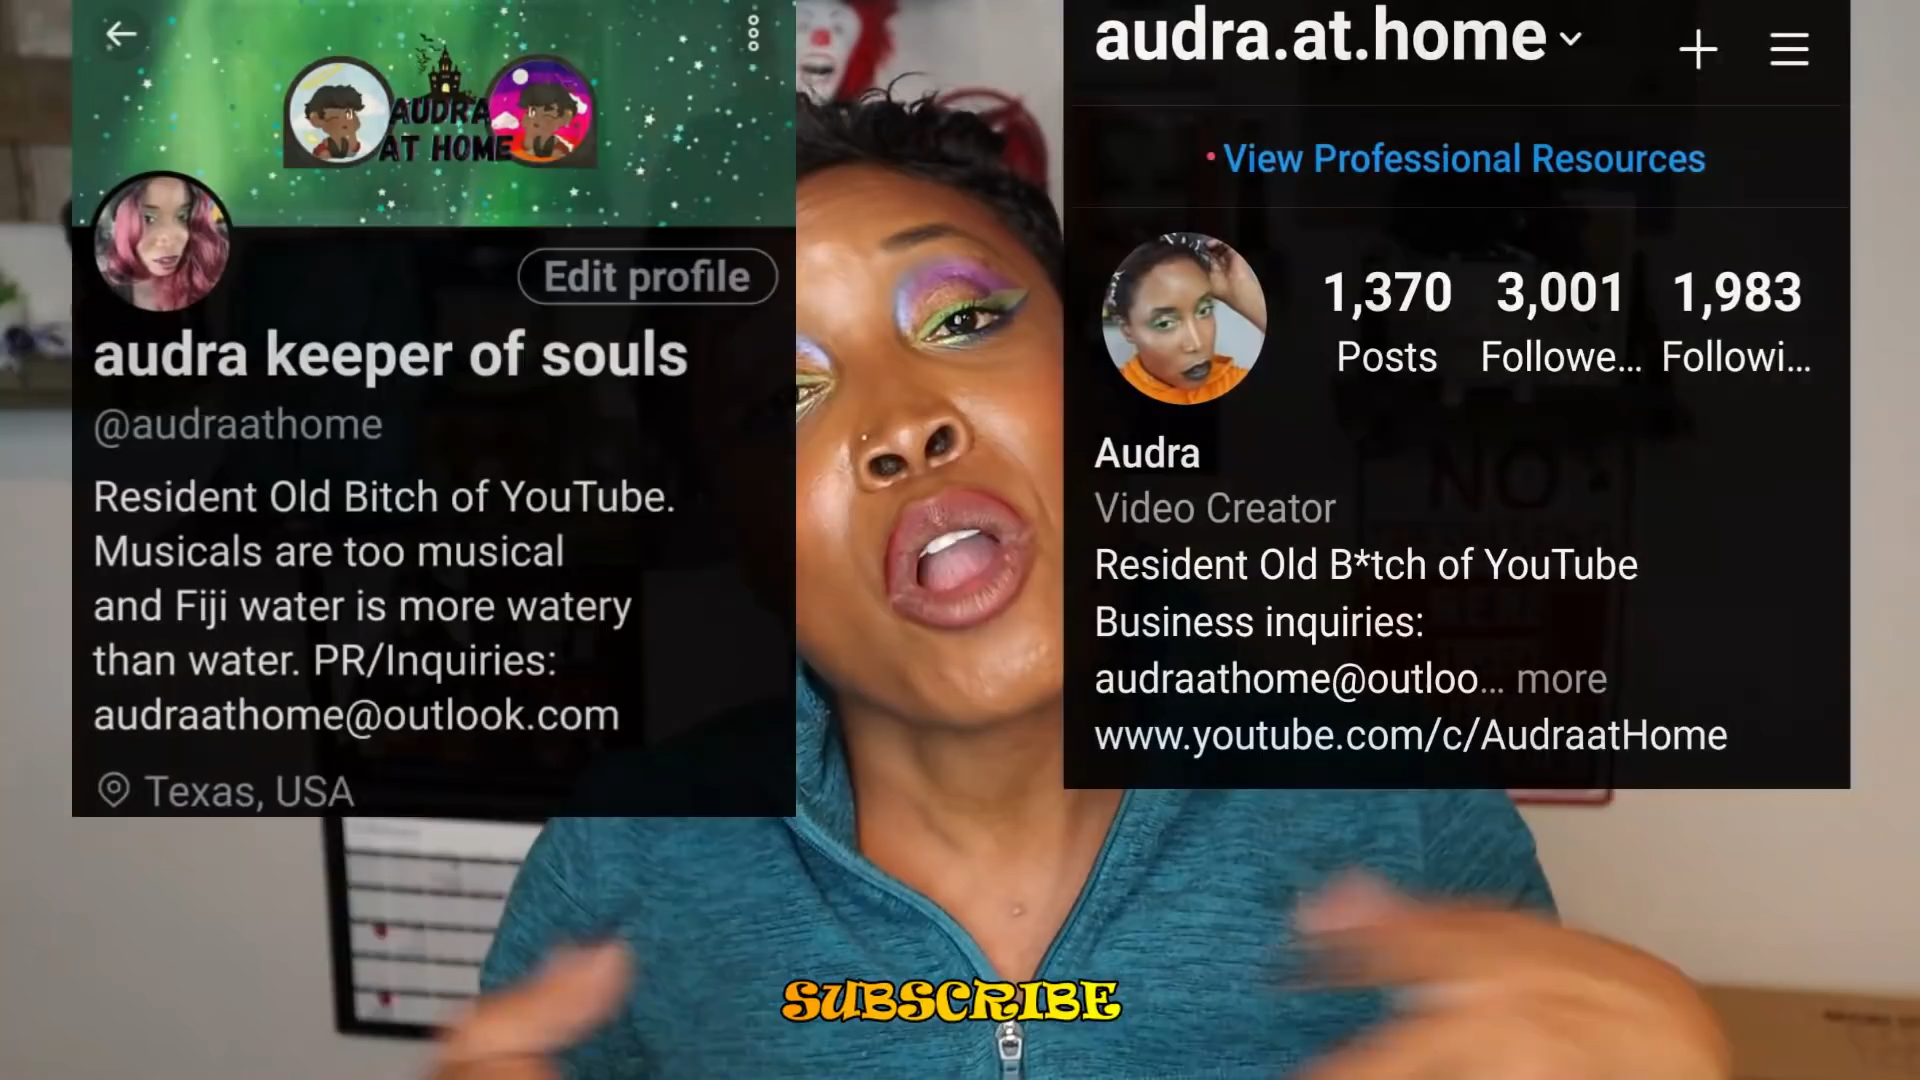 AUDRA
AT HOME
Edit profile
audra keeper of souls
@audraathome
Resident Old Bitch of YouTube.
Musicals are too musical
and Fiji water is more watery
than water. PR/Inquiries:
audraathome@outlook.com
Texas, USA
audra.at.home
View Professional Resources
1,370 3,001 1,983
Posts Followe... Followi...
Audra
Video Creator
Resident Old B*tch of YouTube
Business inquiries:
audraathome@outloo... more
www.youtube.com/c/AudraatHome
NO
SUBSCRIBE